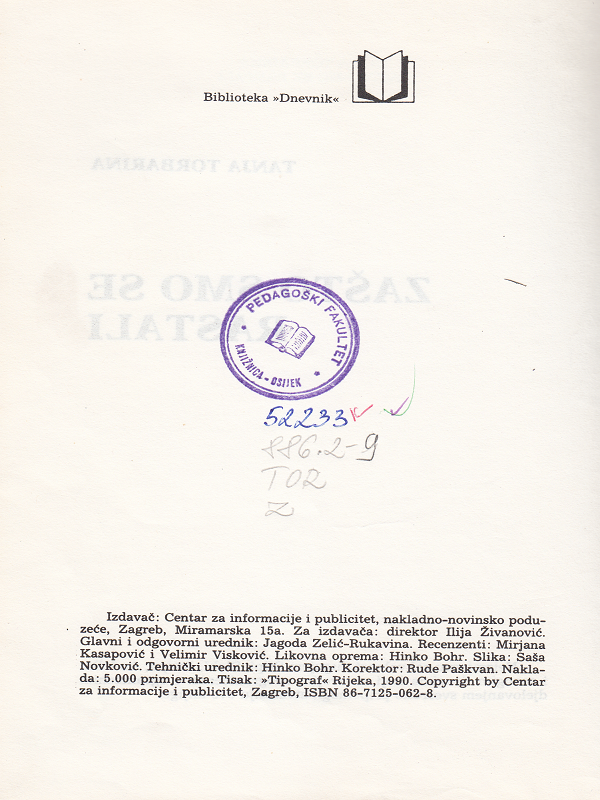 Biblioteka »Dnevnik«
TANJA TORBARINA
ZAŠTO SMO SE
RASTALI
PEDAGOŠKI FAKULTET
KNJIŽNICA - OSIJEK
52233
886.2-9
TOR
Z
Izdavač: Centar za informacije i publicitet, nakladno-novinsko podu-
zeće, Zagreb, Miramarska 15a. Za izdavača: direktor Ilija Živanović.
Glavni i odgovorni urednik: Jagoda Zelić-Rukavina. Recenzenti: Mirjana
Kasapović i Velimir Visković. Likovna oprema: Hinko Bohr. Slika: Saša
Novković. Tehnički urednik: Hinko Bohr. Korektor: Rude Paškvan. Nakla-
da: 5.000 primjeraka. Tisak: »Tipograf« Rijeka, 1990. Copyright by Centar
za informacije i publicitet, Zagreb, ISBN 86-7125-062-8.